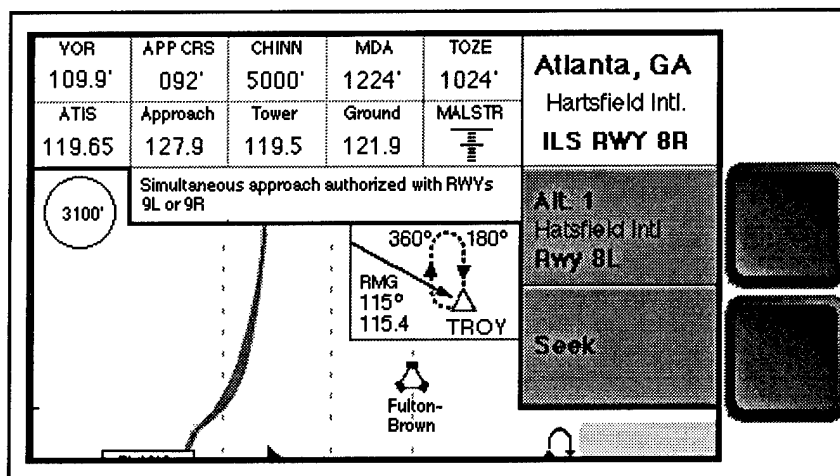 YOR APP CRS CHINN MDA TOZE
109.9' 092' 5000' 1224' 1024'
ATIS Approach Tower Ground MALSTR
119.65 127.9 119.5 121.9
Atlanta, GA
Hartsfield Intl.
ILS RWY 8R
Simultaneous approach authorized with RWYs
9L or 9R
3100'
Alt. 1
Hatsfield Intl
Rwy 8L
360° 180°
RMG
115°
115.4
TROY
Seek
Fulton-
Brown